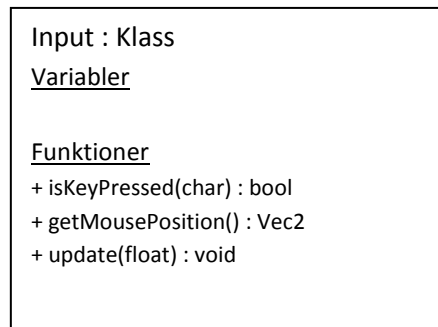 Input : Klass
Variabler
Funktioner
+ isKeyPressed(char) : bool
+ getMousePosition() : Vec2
+ update(float) : void